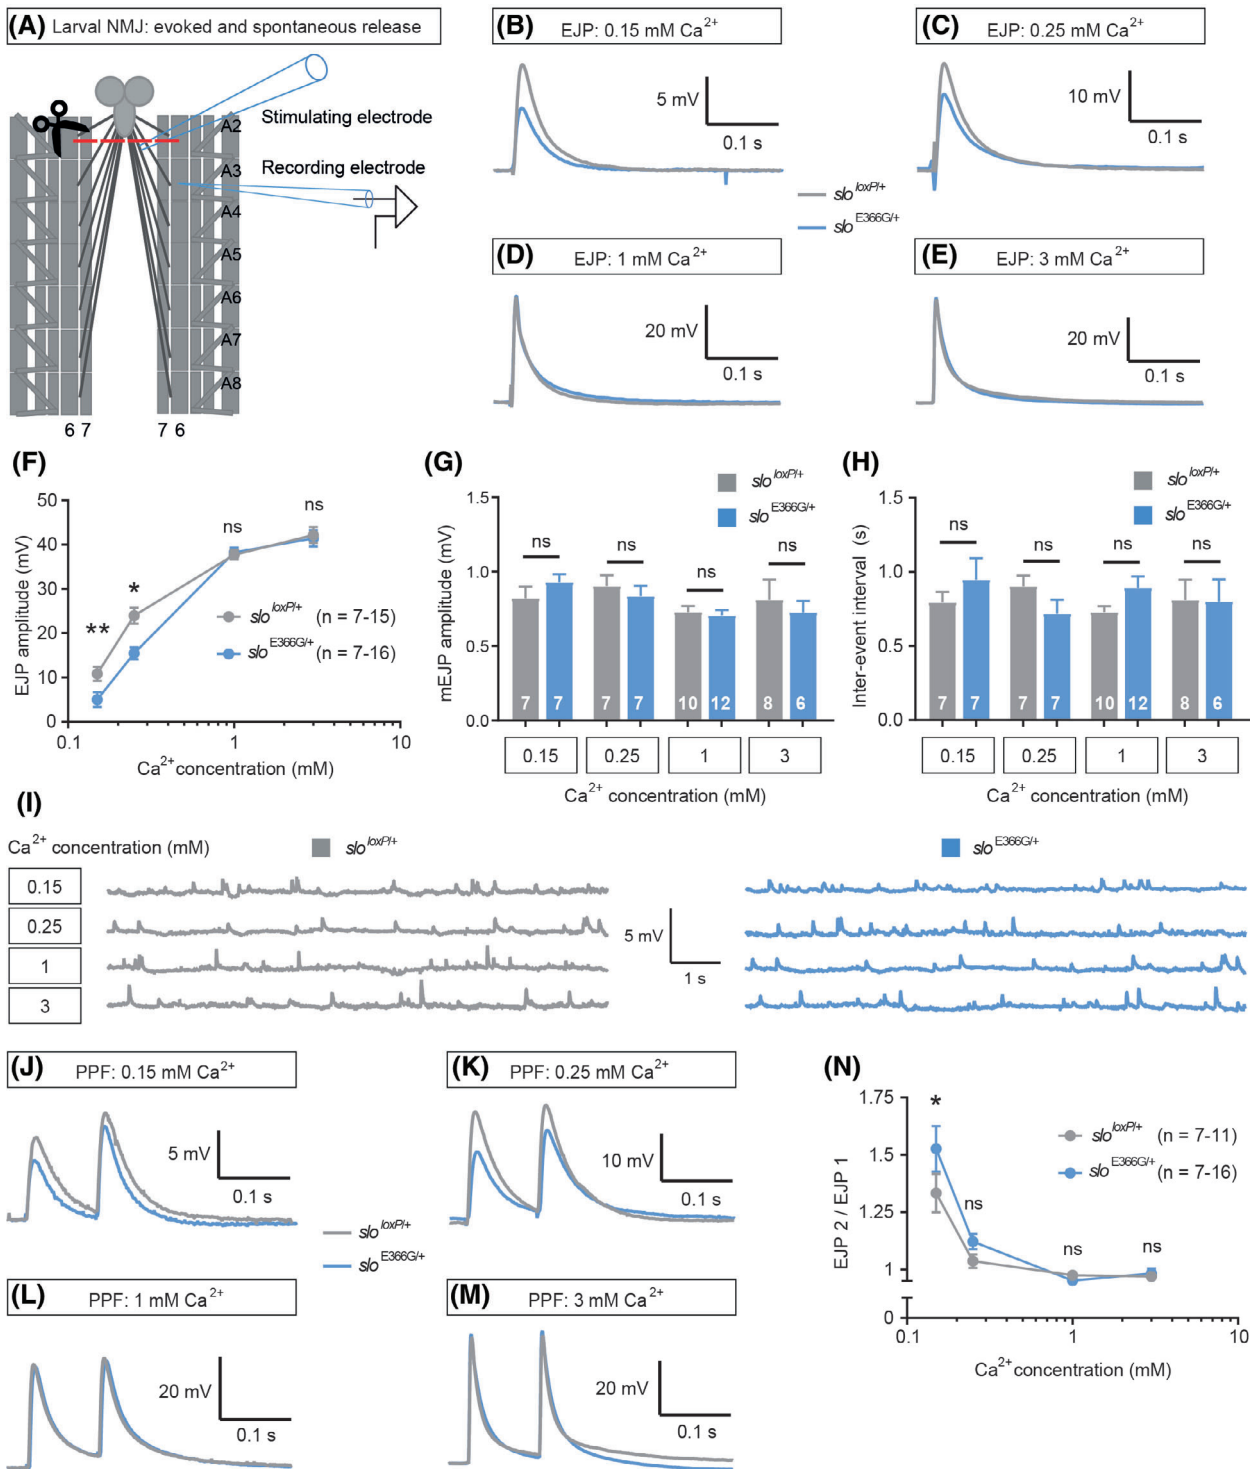 (A) Larval NMJ: evoked and spontaneous release
Stimulating electrode
Recording electrode
A2
A3
A4
A5
A6
A7
A8
6 7
7 6
(B) EJP: 0.15 mM Ca²⁺
5 mV
0.1 s
(C) EJP: 0.25 mM Ca²⁺
10 mV
0.1 s
slo loxP/+
slo E366G/+
(D) EJP: 1 mM Ca²⁺
20 mV
0.1 s
(E) EJP: 3 mM Ca²⁺
20 mV
0.1 s
(F)
EJP amplitude (mV)
50
40
30
20
10
0
**
*
ns
ns
slo loxP/+ (n = 7-15)
slo E366G/+ (n = 7-16)
0.1
1
10
Ca²⁺ concentration (mM)
(G)
slo loxP/+
slo E366G/+
mEJP amplitude (mV)
1.5
1.0
0.5
0.0
ns
ns
ns
ns
7 7 7 7 10 12 8 6
0.15 0.25 1 3
Ca²⁺ concentration (mM)
(H)
slo loxP/+
slo E366G/+
Inter-event interval (s)
1.5
1.0
0.5
0.0
ns
ns
ns
ns
7 7 7 7 10 12 8 6
0.15 0.25 1 3
Ca²⁺ concentration (mM)
(I)
Ca²⁺ concentration (mM)
slo loxP/+
slo E366G/+
0.15
0.25
1
3
5 mV
1 s
(J) PPF: 0.15 mM Ca²⁺
5 mV
0.1 s
(K) PPF: 0.25 mM Ca²⁺
10 mV
0.1 s
slo loxP/+
slo E366G/+
(L) PPF: 1 mM Ca²⁺
20 mV
0.1 s
(M) PPF: 3 mM Ca²⁺
20 mV
0.1 s
(N)
EJP 2 / EJP 1
1.75
1.5
1.25
1
0
*
ns
ns
ns
slo loxP/+ (n = 7-11)
slo E366G/+ (n = 7-16)
0.1
1
10
Ca²⁺ concentration (mM)